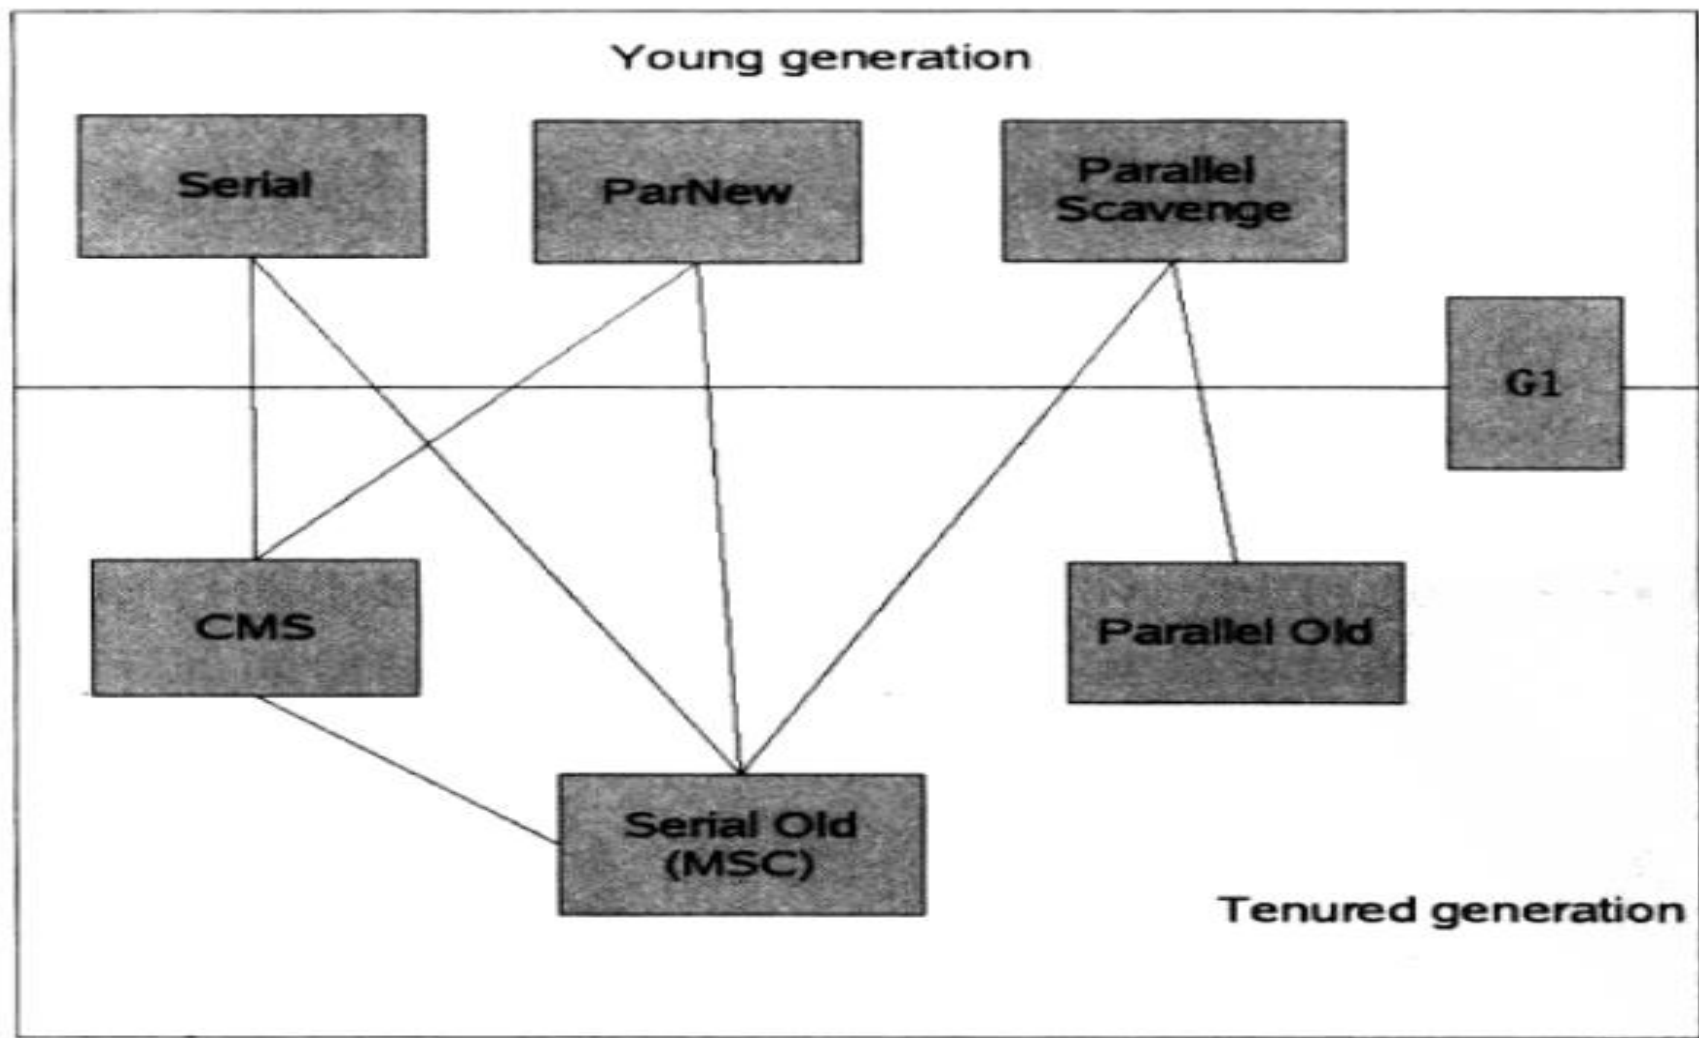 Young generation
Serial
ParNew
Parallel
Scavenge
G1
CMS
Parallel Old
Serial Old
(MSC)
Tenured generation